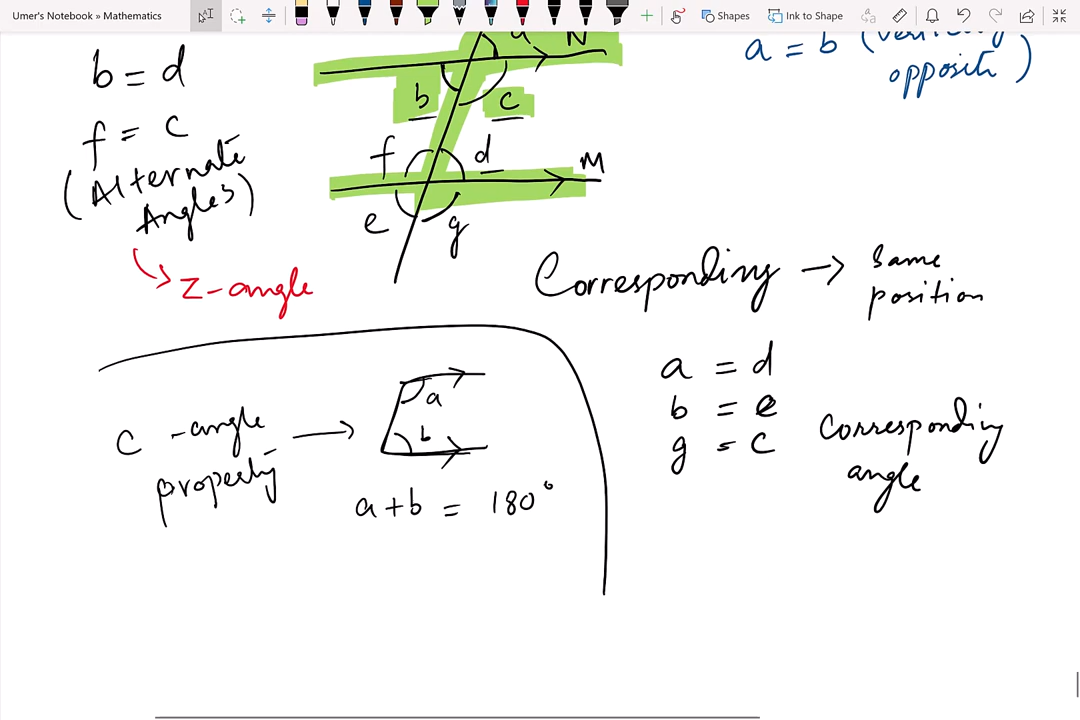 Umer's Notebook » Mathematics
Shapes
Ink to Shape
b = d
f = c
(Alternate
Angles)
z-angle
a
N
b
c
f
d
M
e
g
a = b
opposite)
Corresponding → Same
position
C -angle
property
a
b
a+b = 180°
a = d
b = e
g = c
Corresponding
angle